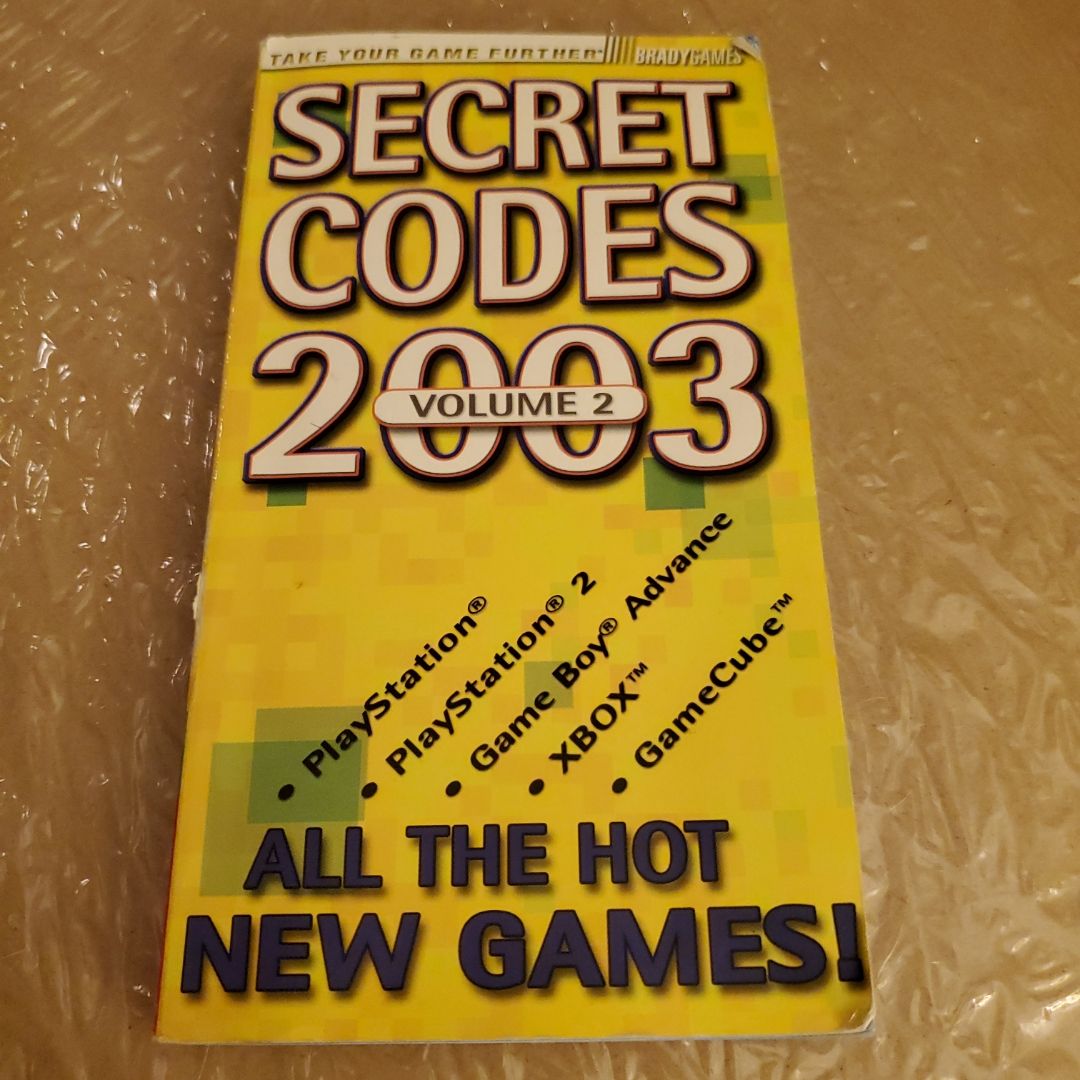 TAKE YOUR GAME FURTHER® BRADYGAMES
SECRET
CODES
2003
VOLUME 2
• PlayStation®
• PlayStation® 2
• Game Boy® Advance
• XBOX™
• GameCube™
ALL THE HOT
NEW GAMES!